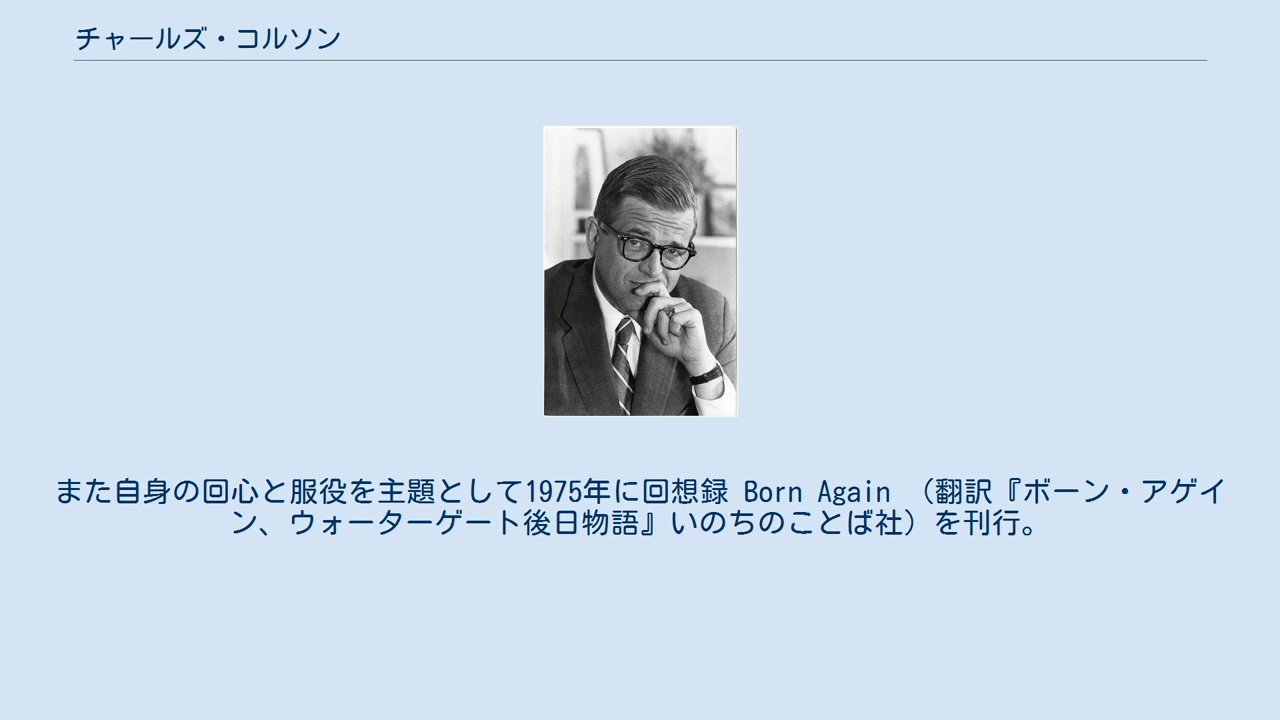 チャールズ・コルソン
また自身の回心と服役を主題として1975年に回想録 Born Again （翻訳『ボーン・アゲイ
ン、ウォーターゲート後日物語』いのちのことば社）を刊行。